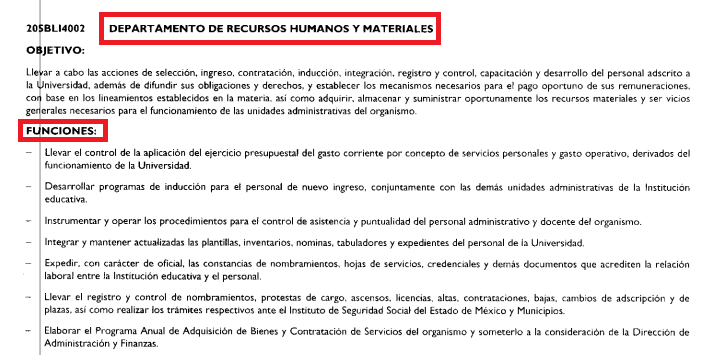 205BL14002 DEPARTAMENTO DE RECURSOS HUMANOS Y MATERIALES
OBJETIVO:
Llevar a cabo las acciones de selección, ingreso, contratación, inducción, integración, registro y control, capacitación y desarrollo del personal adscrito a
la Universidad, además de difundir sus obligaciones y derechos, y establecer los mecanismos necesarios para el pago oportuno de sus remuneraciones,
con base en los lineamientos establecidos en la materia, así como adquirir, almacenar y suministrar oportunamente los recursos materiales y ser vicios
generales necesarios para el funcionamiento de las unidades administrativas del organismo.
FUNCIONES:
– Llevar el control de la aplicación del ejercicio presupuestal del gasto corriente por concepto de servicios personales y gasto operativo, derivados del
funcionamiento de la Universidad.
– Desarrollar programas de inducción para el personal de nuevo ingreso, conjuntamente con las demás unidades administrativas de la Institución
educativa.
– Instrumentar y operar los procedimientos para el control de asistencia y puntualidad del personal administrativo y docente del organismo.
– Integrar y mantener actualizadas las plantillas, inventarios, nominas, tabuladores y expedientes del personal de la Universidad.
– Expedir, con carácter de oficial, las constancias de nombramientos, hojas de servicios, credenciales y demás documentos que acrediten la relación
laboral entre la Institución educativa y el personal.
– Llevar el registro y control de nombramientos, protestas de cargo, ascensos, licencias, altas, contrataciones, bajas, cambios de adscripción y de
plazas, así como realizar los trámites respectivos ante el Instituto de Seguridad Social del Estado de México y Municipios.
– Elaborar el Programa Anual de Adquisición de Bienes y Contratación de Servicios del organismo y someterlo a la consideración de la Dirección de
Administración y Finanzas.